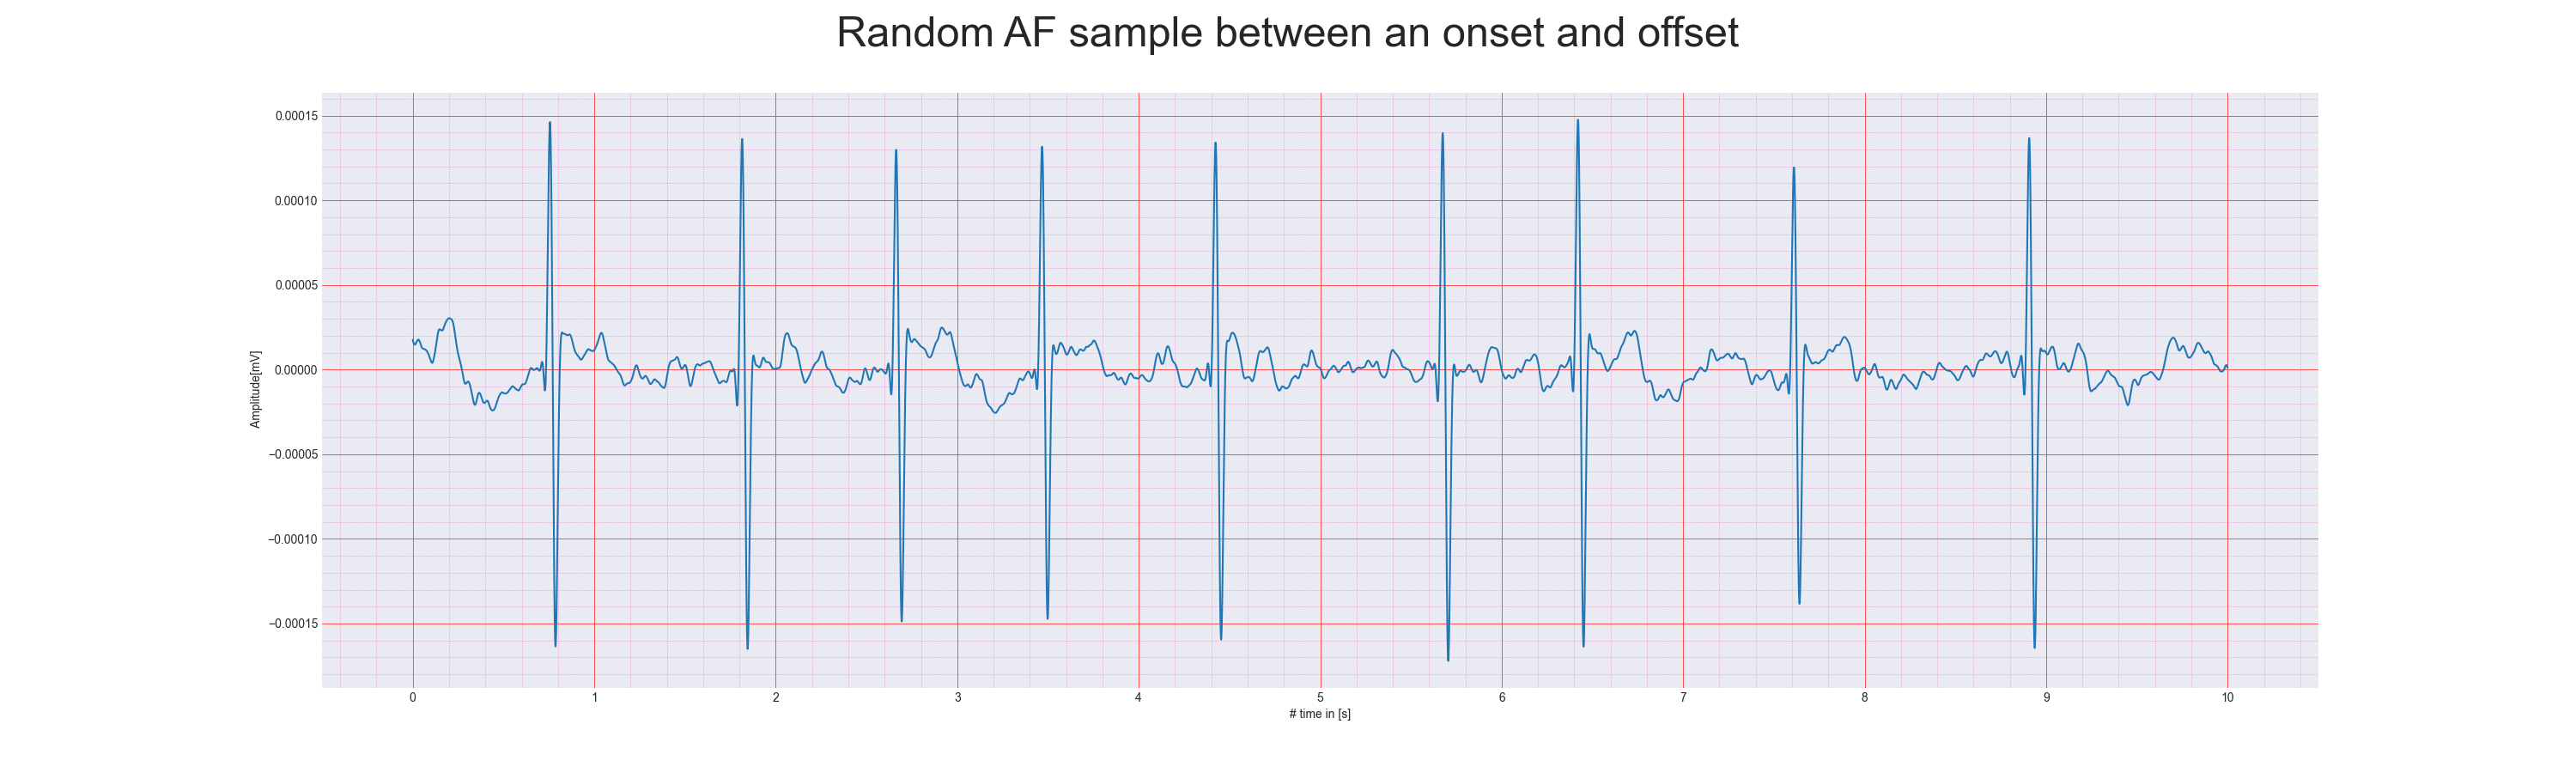 Random AF sample between an onset and offset
0.00015
0.00010
0.00005
0.00000
−0.00005
−0.00010
−0.00015
Amplitude[mV]
0 1 2 3 4 5 6 7 8 9 10
# time in [s]